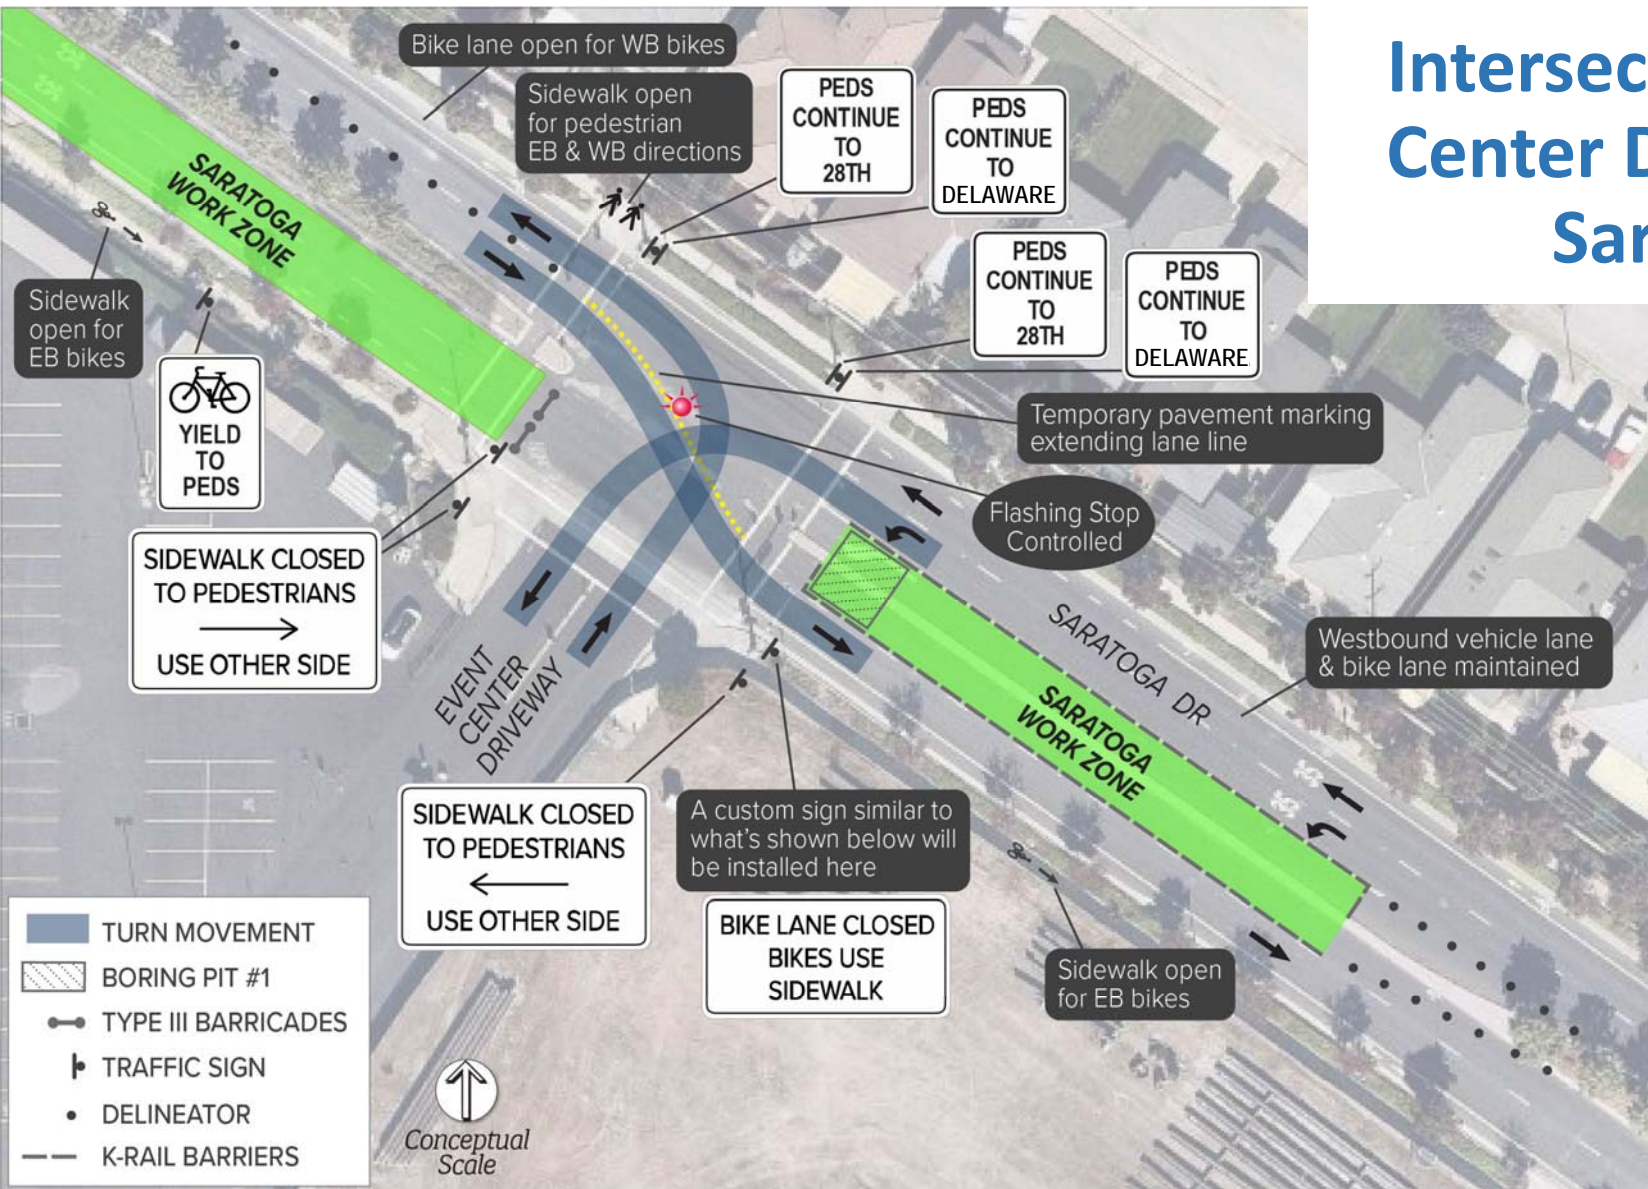 Intersec
Center D
Sar
Bike lane open for WB bikes
Sidewalk open
for pedestrian
EB & WB directions
PEDS
CONTINUE
TO
28TH
PEDS
CONTINUE
TO
DELAWARE
PEDS
CONTINUE
TO
28TH
PEDS
CONTINUE
TO
DELAWARE
SARATOGA
WORK ZONE
Sidewalk
open for
EB bikes
YIELD
TO
PEDS
Temporary pavement marking
extending lane line
Flashing Stop
Controlled
SIDEWALK CLOSED
TO PEDESTRIANS
USE OTHER SIDE
SARATOGA DR
Westbound vehicle lane
& bike lane maintained
EVENT
CENTER
DRIVEWAY
SARATOGA
WORK ZONE
SIDEWALK CLOSED
TO PEDESTRIANS
USE OTHER SIDE
A custom sign similar to
what's shown below will
be installed here
BIKE LANE CLOSED
BIKES USE
SIDEWALK
Sidewalk open
for EB bikes
TURN MOVEMENT
BORING PIT #1
TYPE III BARRICADES
TRAFFIC SIGN
DELINEATOR
K-RAIL BARRIERS
Conceptual
Scale